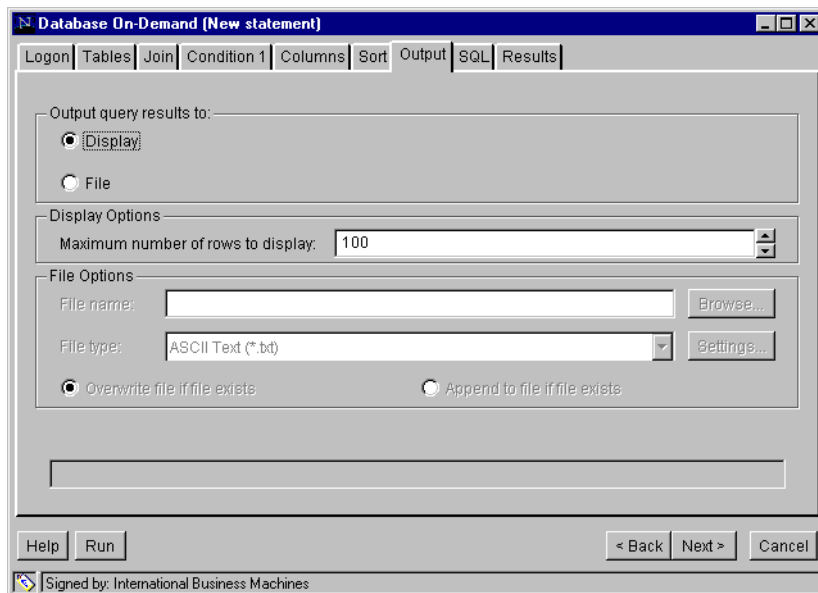 Database On-Demand (New statement)
Logon Tables Join Condition 1 Columns Sort Output SQL Results
Output query results to:
Display
File
Display Options
Maximum number of rows to display: 100
File Options
File name: Browse...
File type: ASCII Text (*.txt) Settings...
Overwrite file if file exists Append to file if file exists
Help Run < Back Next > Cancel
Signed by: International Business Machines